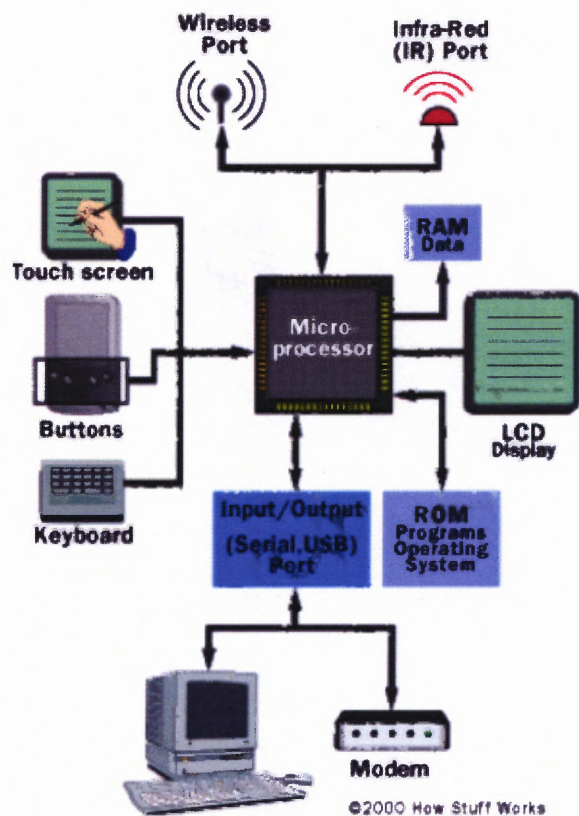 Wireless
Port
Infra-Red
(IR) Port
Touch screen
RAM
Data
Micro-
processor
Buttons
LCD
Display
Keyboard
Input/Output
(Serial,USB)
Port
ROM
Programs
Operating
System
Modem
©2000 How Stuff Works